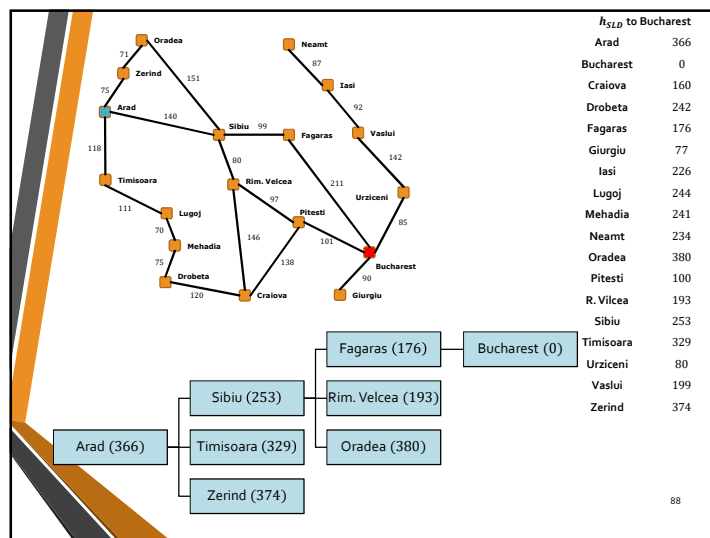 h_SLD to Bucharest
Arad 366
Bucharest 0
Craiova 160
Drobeta 242
Fagaras 176
Giurgiu 77
Iasi 226
Lugoj 244
Mehadia 241
Neamt 234
Oradea 380
Pitesti 100
R. Vilcea 193
Sibiu 253
Timisoara 329
Urziceni 80
Vaslui 199
Zerind 374
Oradea
71
Zerind
75
151
Arad
140
118
Sibiu
99
Fagaras
80
Rim. Velcea
Timisoara
111
Lugoj
70
Mehadia
75
Drobeta
120
Craiova
146
97
Pitesti
138
101
211
Neamt
87
Iasi
92
Vaslui
142
Urziceni
85
Bucharest
90
Giurgiu
Fagaras (176)
Bucharest (0)
Sibiu (253)
Rim. Velcea (193)
Arad (366)
Timisoara (329)
Oradea (380)
Zerind (374)
88